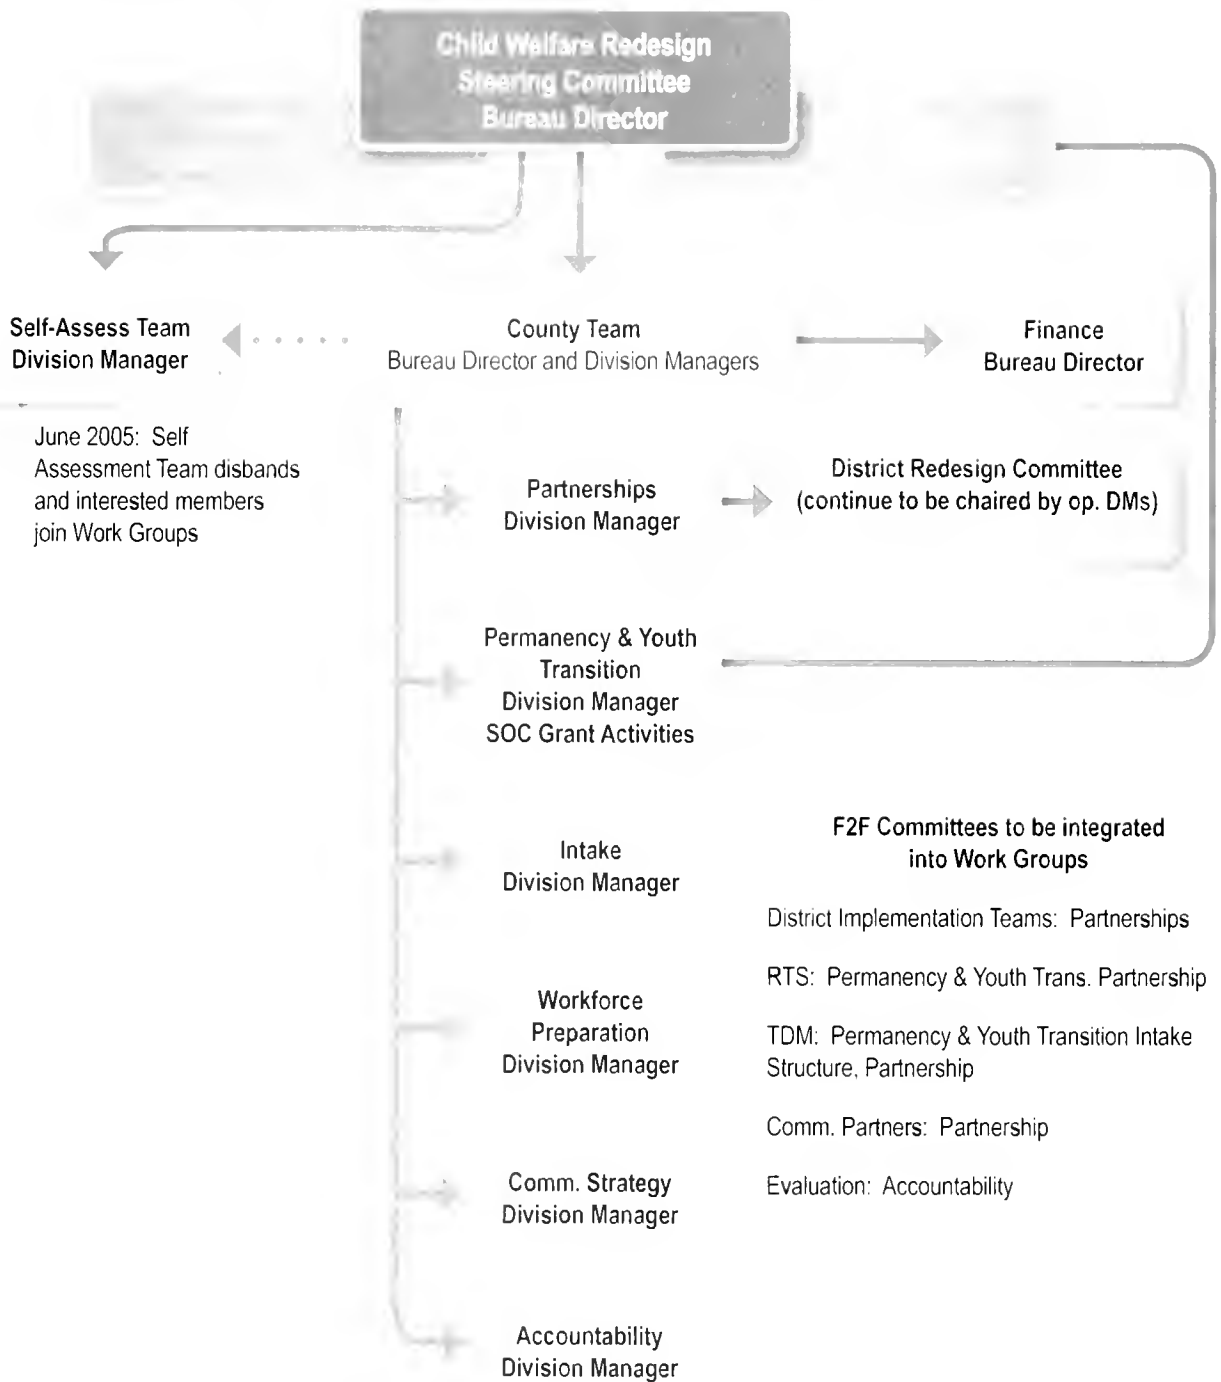 Child Welfare Redesign
Steering Committee
Bureau Director
Self-Assess Team
Division Manager
County Team
Bureau Director and Division Managers
Finance
Bureau Director
June 2005: Self
Assessment Team disbands
and interested members
join Work Groups
Partnerships
Division Manager
District Redesign Committee
(continue to be chaired by op. DMs)
Permanency & Youth
Transition
Division Manager
SOC Grant Activities
Intake
Division Manager
F2F Committees to be integrated
into Work Groups
District Implementation Teams: Partnerships
RTS: Permanency & Youth Trans. Partnership
TDM: Permanency & Youth Transition Intake
Structure, Partnership
Comm. Partners: Partnership
Evaluation: Accountability
Workforce
Preparation
Division Manager
Comm. Strategy
Division Manager
Accountability
Division Manager